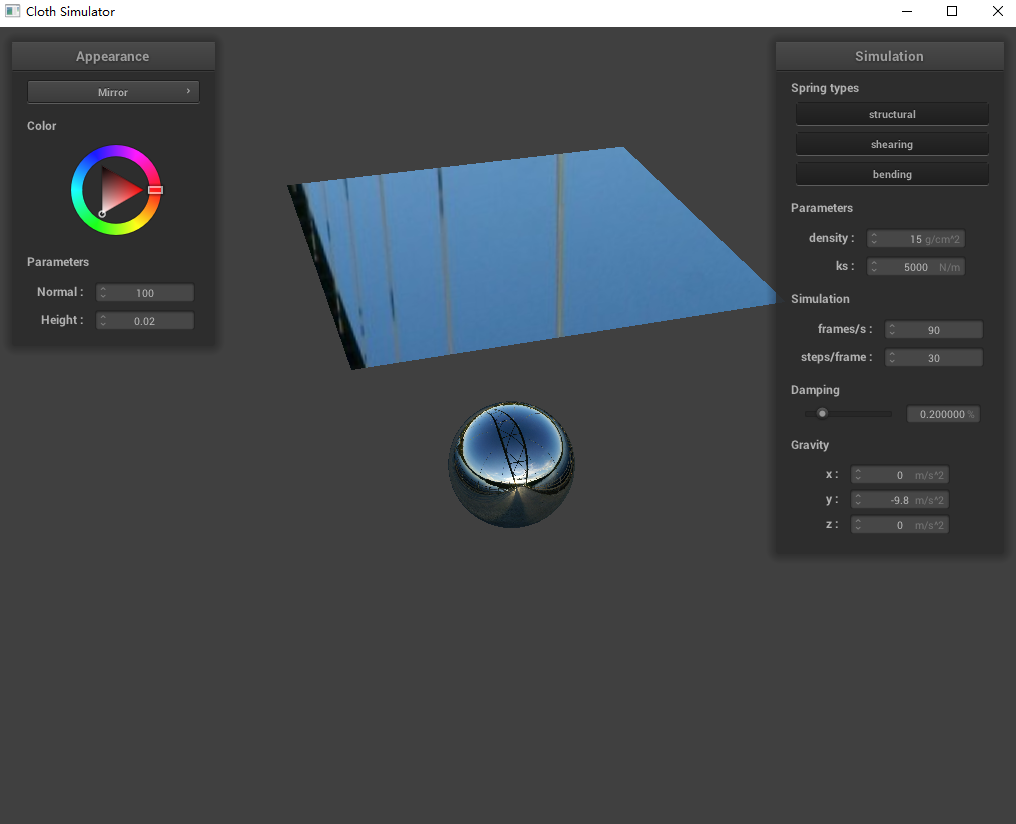 Cloth Simulator
Appearance
Mirror
Color
Parameters
Normal : 100
Height : 0.02
Simulation
Spring types
structural
shearing
bending
Parameters
density : 15 g/cm^2
ks : 5000 N/m
Simulation
frames/s : 90
steps/frame : 30
Damping
0.200000 %
Gravity
x : 0 m/s^2
y : -9.8 m/s^2
z : 0 m/s^2